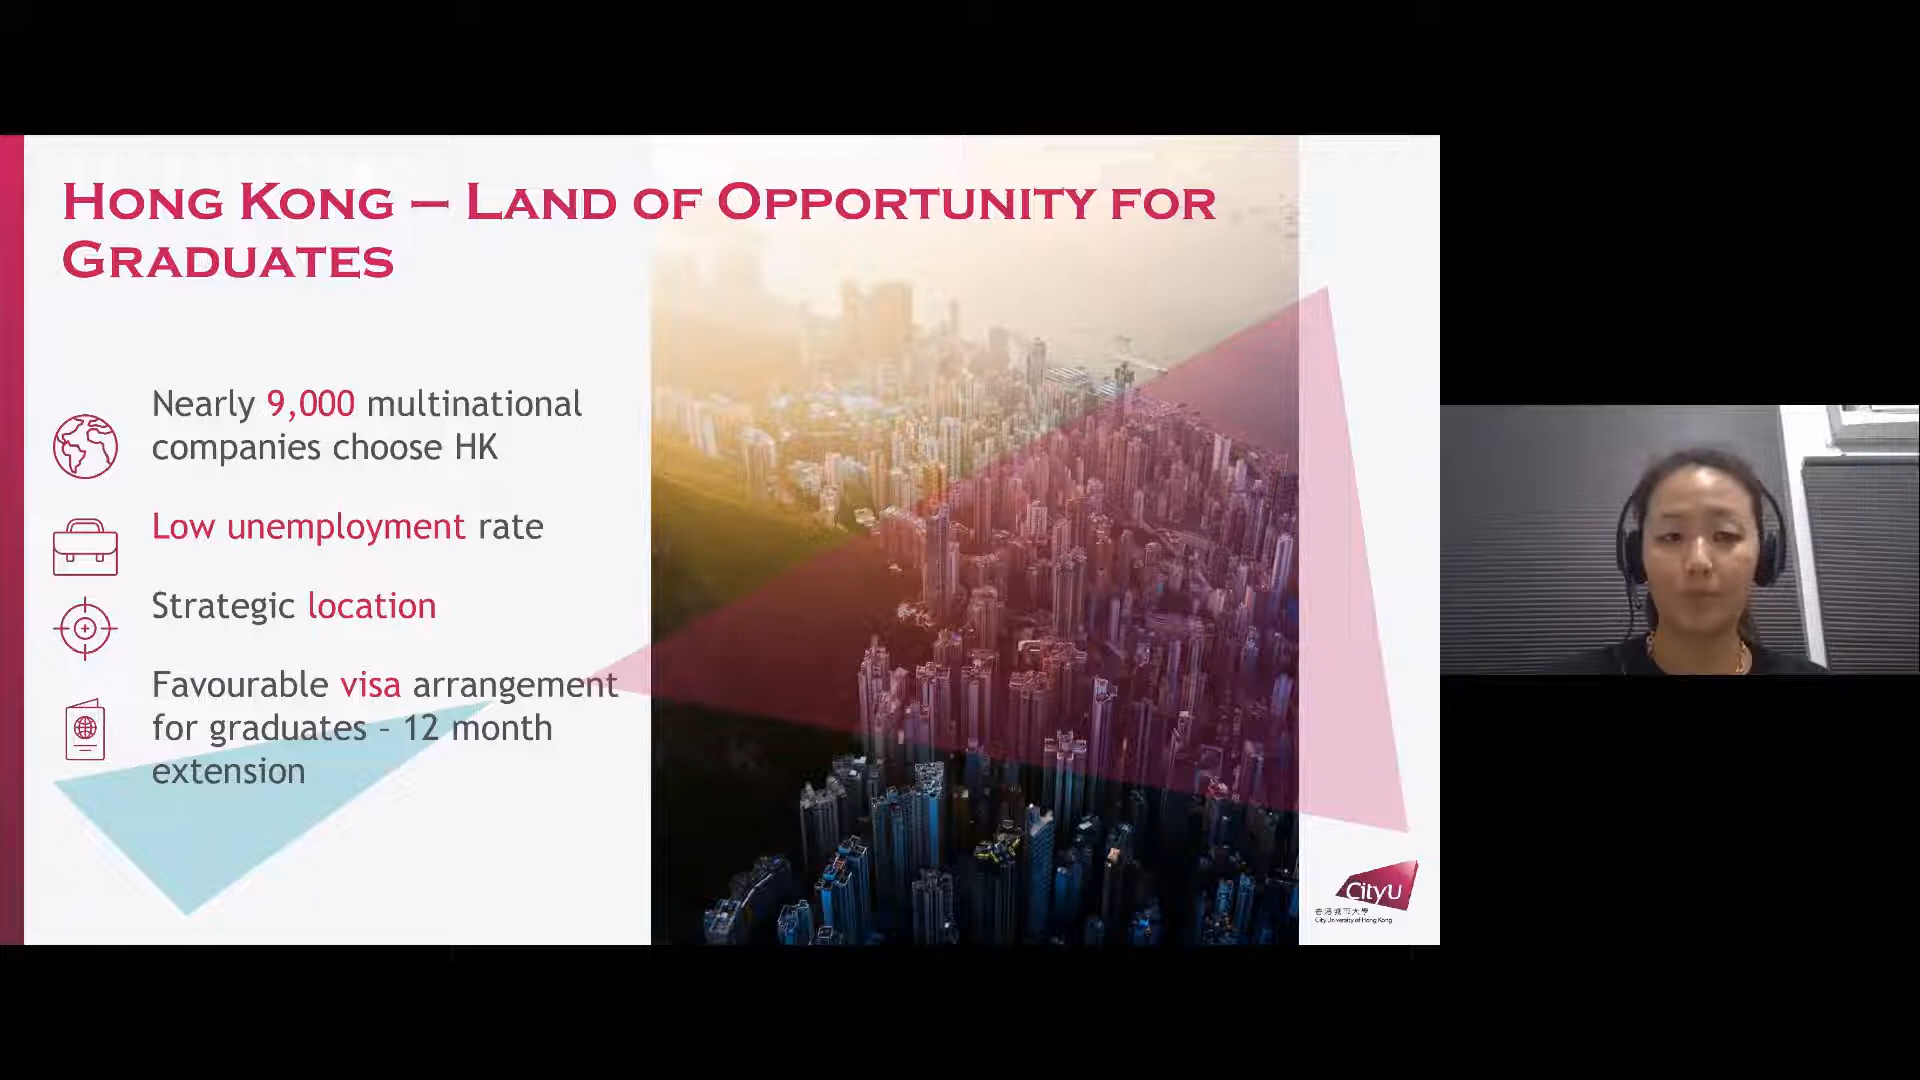 HONG KONG – LAND OF OPPORTUNITY FOR
GRADUATES
Nearly 9,000 multinational
companies choose HK
Low unemployment rate
Strategic location
Favourable visa arrangement
for graduates – 12 month
extension
CityU
香港城市大學
City University of Hong Kong